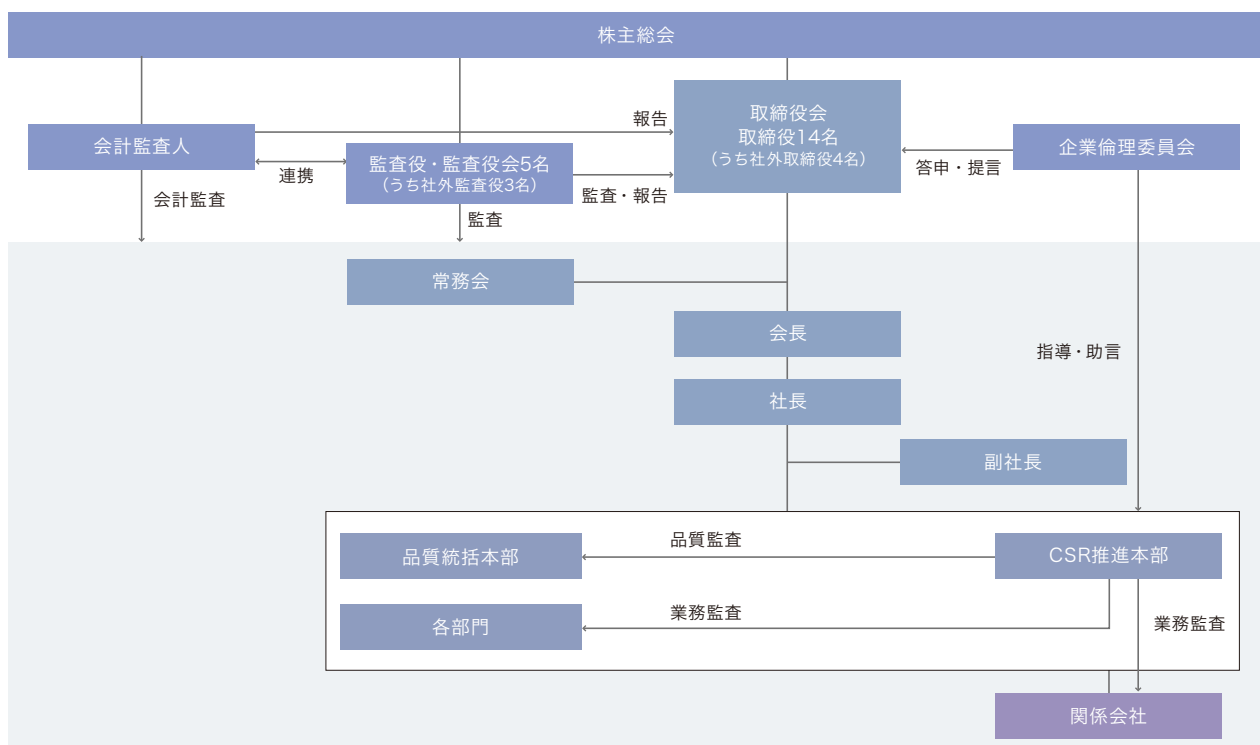 株主総会
取締役会
取締役14名
(うち社外取締役4名)
報告
会計監査人
企業倫理委員会
監査役・監査役会5名
(うち社外監査役3名)
連携
答申・提言
監査・報告
会計監査
監査
常務会
会長
指導・助言
社長
副社長
品質監査
品質統括本部
CSR推進本部
業務監査
各部門
業務監査
関係会社